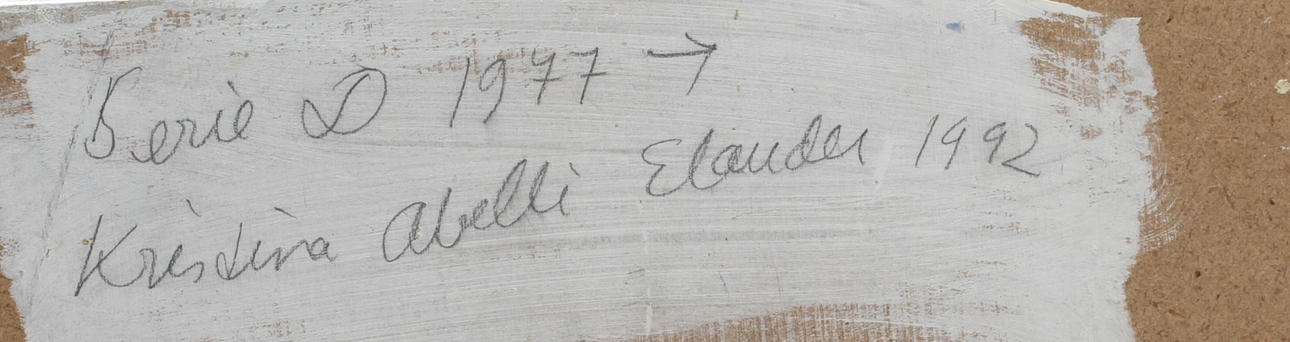 Serie D 1977 →
Kristina Abelli Elander 1992